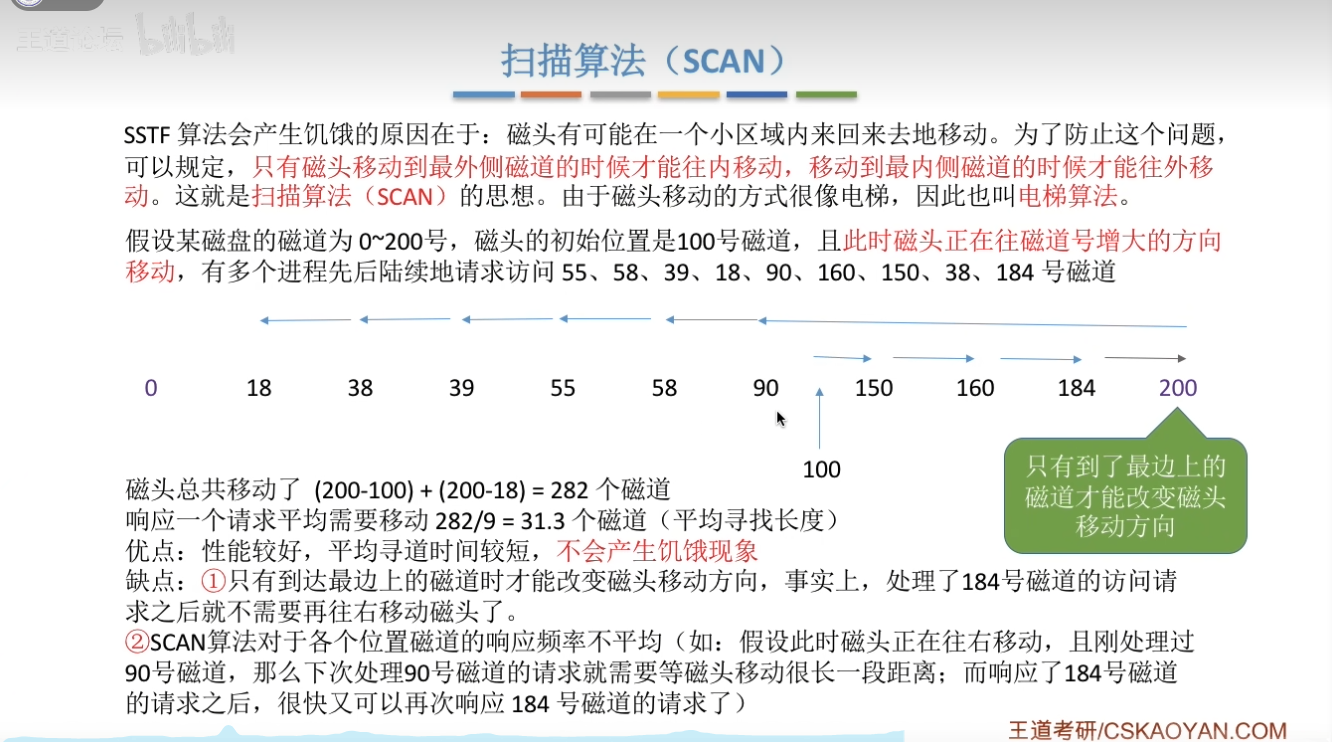 王道论坛 bilibili
扫描算法（SCAN）
SSTF 算法会产生饥饿的原因在于：磁头有可能在一个小区域内来回来去地移动。为了防止这个问题，
可以规定，只有磁头移动到最外侧磁道的时候才能往内移动，移动到最内侧磁道的时候才能往外移
动。这就是扫描算法（SCAN）的思想。由于磁头移动的方式很像电梯，因此也叫电梯算法。
假设某磁盘的磁道为 0~200号，磁头的初始位置是100号磁道，且此时磁头正在往磁道号增大的方向
移动，有多个进程先后陆续地请求访问 55、58、39、18、90、160、150、38、184 号磁道
0 18 38 39 55 58 90 150 160 184 200
100
只有到了最边上的
磁道才能改变磁头
移动方向
磁头总共移动了 (200-100) + (200-18) = 282 个磁道
响应一个请求平均需要移动 282/9 = 31.3 个磁道（平均寻找长度）
优点：性能较好，平均寻道时间较短，不会产生饥饿现象
缺点：①只有到达最边上的磁道时才能改变磁头移动方向，事实上，处理了184号磁道的访问请
求之后就不需要再往右移动磁头了。
②SCAN算法对于各个位置磁道的响应频率不平均（如：假设此时磁头正在往右移动，且刚处理过
90号磁道，那么下次处理90号磁道的请求就需要等磁头移动很长一段距离；而响应了184号磁道
的请求之后，很快又可以再次响应 184 号磁道的请求了）
王道考研/CSKAOYAN.COM